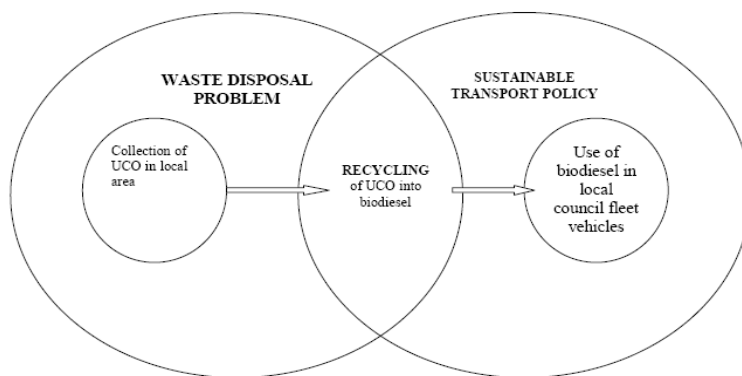 WASTE DISPOSAL
PROBLEM
Collection of
UCO in local
area
RECYCLING
of UCO into
biodiesel
SUSTAINABLE
TRANSPORT POLICY
Use of
biodiesel in
local
council fleet
vehicles